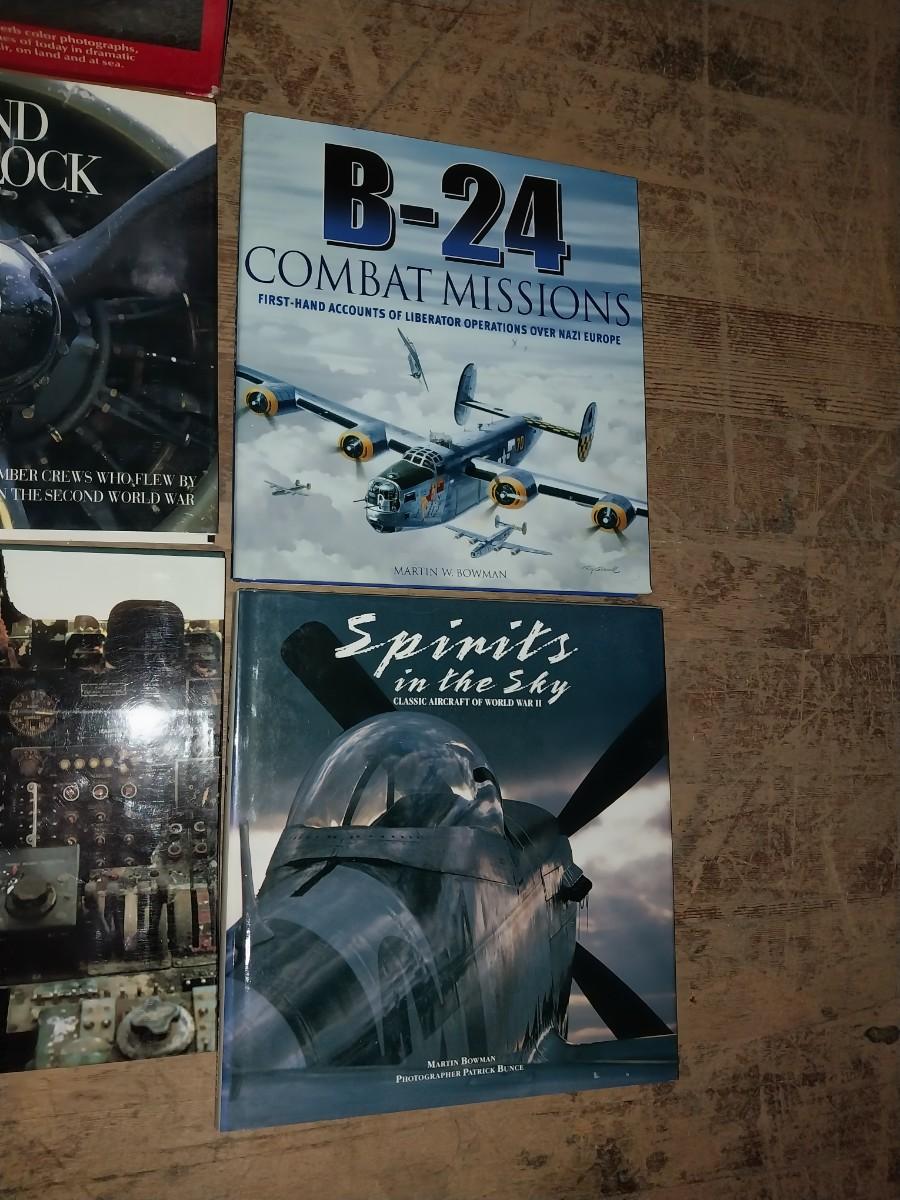 erb color photographs,
es of today in dramatic
ir, on land and at sea.
ND
OCK
MBER CREWS WHO FLEW BY
N THE SECOND WORLD WAR
B-24
COMBAT MISSIONS
FIRST-HAND ACCOUNTS OF LIBERATOR OPERATIONS OVER NAZI EUROPE
MARTIN W. BOWMAN
Spirits
in the Sky
CLASSIC AIRCRAFT OF WORLD WAR II
MARTIN BOWMAN
PHOTOGRAPHER PATRICK BUNCE